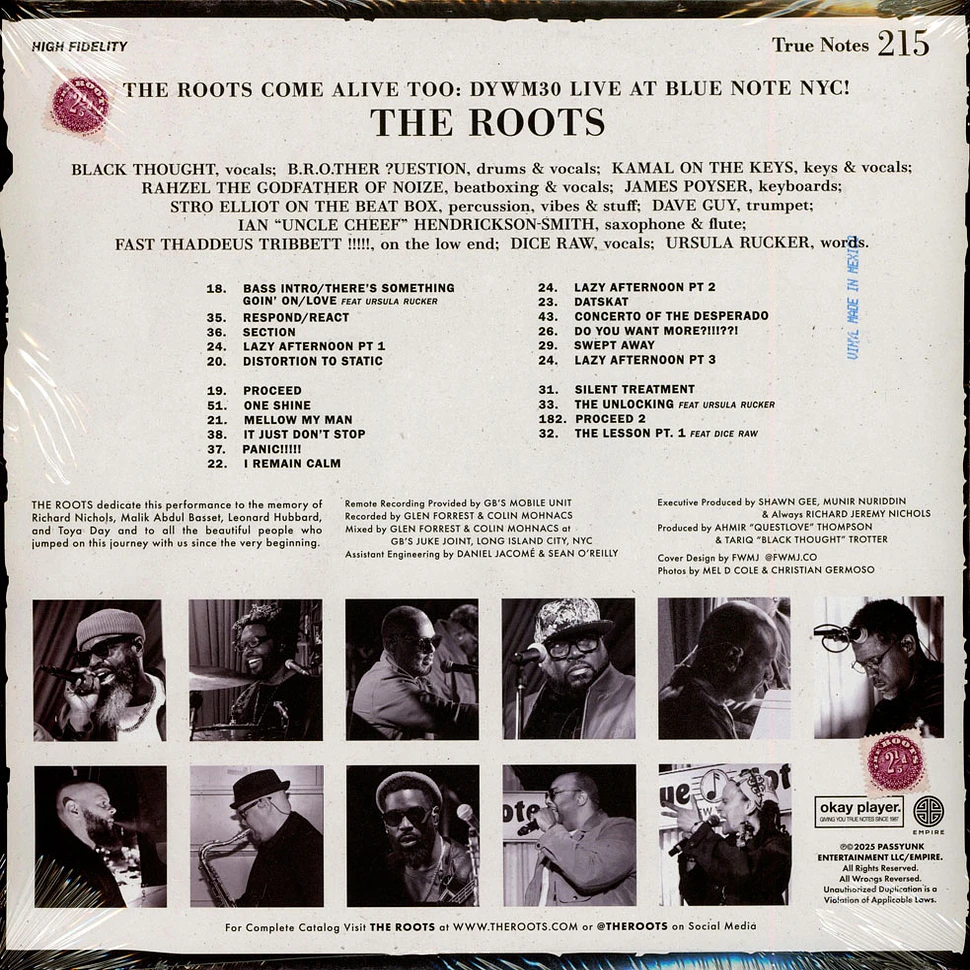 HIGH FIDELITY
True Notes 215
THE ROOTS COME ALIVE TOO: DYWM30 LIVE AT BLUE NOTE NYC!
THE ROOTS
BLACK THOUGHT, vocals; B.R.O.THER ?UESTION, drums & vocals; KAMAL ON THE KEYS, keys & vocals;
RAHZEL THE GODFATHER OF NOIZE, beatboxing & vocals; JAMES POYSER, keyboards;
STRO ELLIOT ON THE BEAT BOX, percussion, vibes & stuff; DAVE GUY, trumpet;
IAN “UNCLE CHEEF” HENDRICKSON-SMITH, saxophone & flute;
FAST THADDEUS TRIBBETT !!!!!, on the low end; DICE RAW, vocals; URSULA RUCKER, words.
VINYL MADE IN MEXICO
18. BASS INTRO/THERE'S SOMETHING
GOIN' ON/LOVE FEAT URSULA RUCKER
35. RESPOND/REACT
36. SECTION
24. LAZY AFTERNOON PT 1
20. DISTORTION TO STATIC
19. PROCEED
51. ONE SHINE
21. MELLOW MY MAN
38. IT JUST DON'T STOP
37. PANIC!!!!!
22. I REMAIN CALM
24. LAZY AFTERNOON PT 2
23. DATSKAT
43. CONCERTO OF THE DESPERADO
26. DO YOU WANT MORE?!!!??!
29. SWEPT AWAY
24. LAZY AFTERNOON PT 3
31. SILENT TREATMENT
33. THE UNLOCKING FEAT URSULA RUCKER
182. PROCEED 2
32. THE LESSON PT. 1 FEAT DICE RAW
THE ROOTS dedicate this performance to the memory of
Richard Nichols, Malik Abdul Basset, Leonard Hubbard,
and Toya Day and to all the beautiful people who
jumped on this journey with us since the very beginning.
Remote Recording Provided by GB'S MOBILE UNIT
Recorded by GLEN FORREST & COLIN MOHNACS
Mixed by GLEN FORREST & COLIN MOHNACS at
GB'S JUKE JOINT, LONG ISLAND CITY, NYC
Assistant Engineering by DANIEL JACOMÉ & SEAN O'REILLY
Executive Produced by SHAWN GEE, MUNIR NURIDDIN
& Always RICHARD JEREMY NICHOLS
Produced by AHMIR “QUESTLOVE” THOMPSON
& TARIQ “BLACK THOUGHT” TROTTER
Cover Design by FWMJ @FWMJ.CO
Photos by MEL D COLE & CHRISTIAN GERMOSO
THE ROOTS
okay player.
GIVING YOU TRUE NOTES SINCE 1987
EMPIRE
℗©2025 PASSYUNK
ENTERTAINMENT LLC/EMPIRE.
All Rights Reserved.
All Wrongs Reversed.
Unauthorized Duplication is a
Violation of Applicable Laws.
For Complete Catalog Visit THE ROOTS at WWW.THEROOTS.COM or @THEROOTS on Social Media